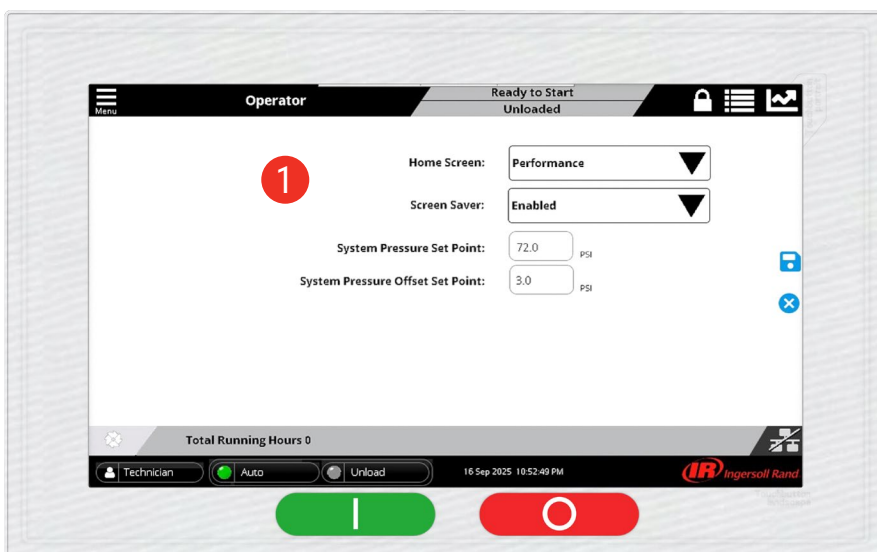 Menu
Operator
Ready to Start
Unloaded
1
Home Screen: Performance
Screen Saver: Enabled
System Pressure Set Point: 72.0 PSI
System Pressure Offset Set Point: 3.0 PSI
Total Running Hours 0
Technician Auto Unload 16 Sep 2025 10:52:49 PM IR Ingersoll Rand